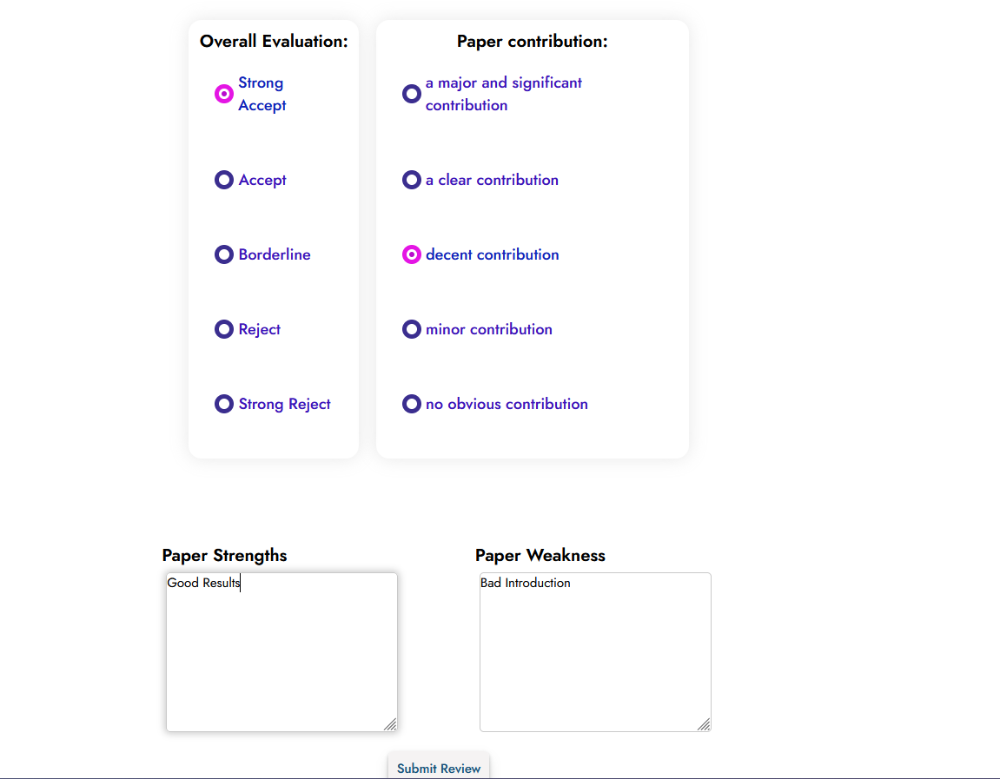 Overall Evaluation:
Strong
Accept
Accept
Borderline
Reject
Strong Reject
Paper contribution:
a major and significant
contribution
a clear contribution
decent contribution
minor contribution
no obvious contribution
Paper Strengths
Good Results
Paper Weakness
Bad Introduction
Submit Review